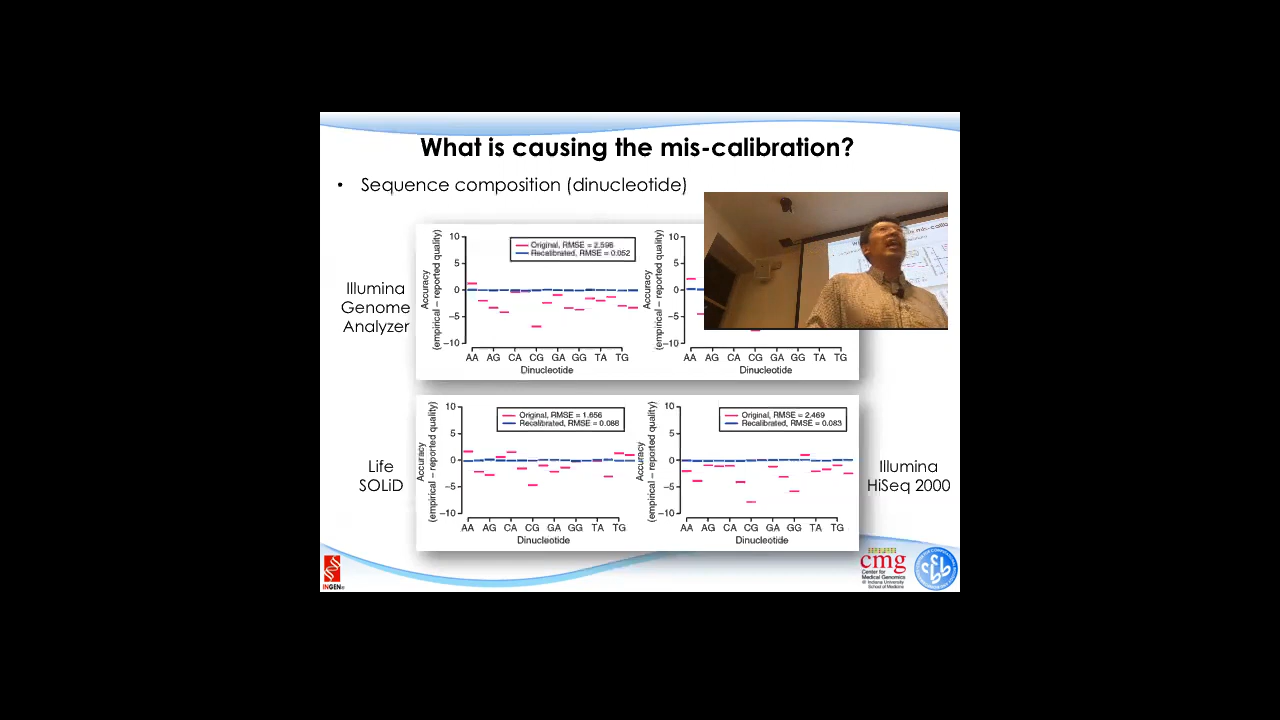 What is causing the mis-calibration?
• Sequence composition (dinucleotide)
Illumina
Genome
Analyzer
Accuracy
(empirical – reported quality)
10
5
0
–5
–10
Original, RMSE = 2.598
Recalibrated, RMSE = 0.052
AA AG CA CG GA GG TA TG
Dinucleotide
Accuracy
(empirical – reported quality)
10
5
0
–5
–10
AA AG CA CG GA GG TA TG
Dinucleotide
Life
SOLiD
Accuracy
(empirical – reported quality)
10
5
0
–5
–10
Original, RMSE = 1.656
Recalibrated, RMSE = 0.088
AA AG CA CG GA GG TA TG
Dinucleotide
Accuracy
(empirical – reported quality)
10
5
0
–5
–10
Original, RMSE = 2.469
Recalibrated, RMSE = 0.083
AA AG CA CG GA GG TA TG
Dinucleotide
Illumina
HiSeq 2000
INGEN
cmg
Center for
Medical Genomics
@ Indiana University
School of Medicine